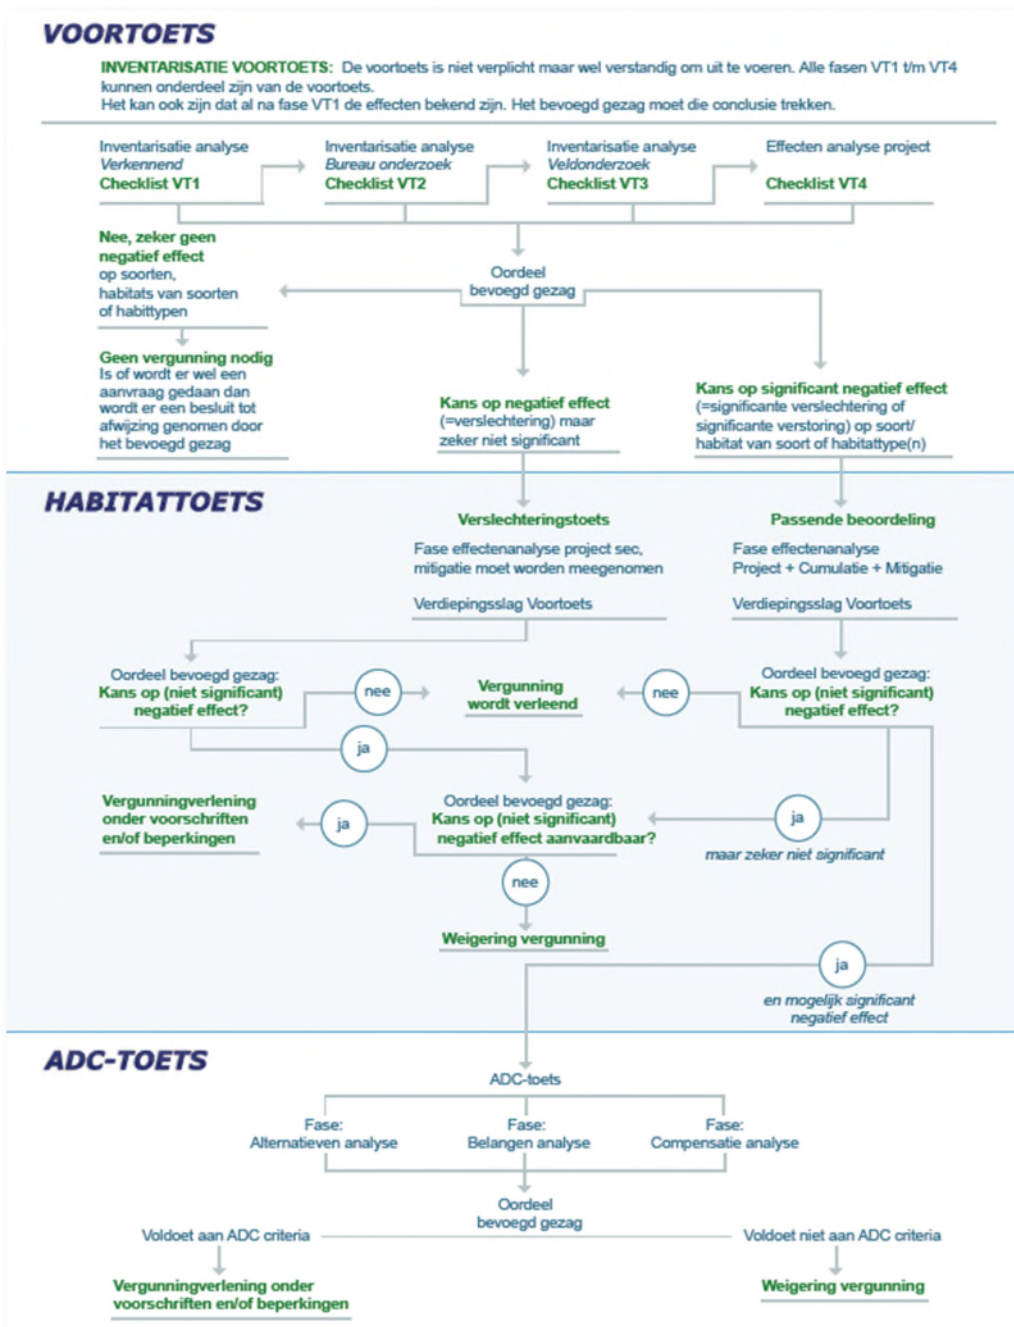 VOORTOETS
INVENTARISATIE VOORTOETS: De voortoets is niet verplicht maar wel verstandig om uit te voeren. Alle fasen VT1 t/m VT4
kunnen onderdeel zijn van de voortoets.
Het kan ook zijn dat al na fase VT1 de effecten bekend zijn. Het bevoegd gezag moet die conclusie trekken.
Inventarisatie analyse
Verkennend
Checklist VT1
Inventarisatie analyse
Bureau onderzoek
Checklist VT2
Inventarisatie analyse
Veldonderzoek
Checklist VT3
Effecten analyse project
Checklist VT4
Nee, zeker geen
negatief effect
op soorten,
habitats van soorten
of habittypen
Oordeel
bevoegd gezag
Geen vergunning nodig
Is of wordt er wel een
aanvraag gedaan dan
wordt er een besluit tot
afwijzing genomen door
het bevoegd gezag
Kans op negatief effect
(=verslechtering) maar
zeker niet significant
Kans op significant negatief effect
(=significante verslechtering of
significante verstoring) op soort/
habitat van soort of habittattype(n)
HABITATTOETS
Verslechteringstoets
Fase effectenanalyse project sec,
mitigatie moet worden meegenomen
Verdiepingsslag Voortoets
Passende beoordeling
Fase effectenanalyse
Project + Cumulatie + Mitigatie
Verdiepingsslag Voortoets
Oordeel bevoegd gezag:
Kans op (niet significant)
negatief effect?
nee
Vergunning
wordt verleend
nee
Oordeel bevoegd gezag:
Kans op (niet significant)
negatief effect?
ja
Vergunningverlening
onder voorschriften
en/of beperkingen
ja
Oordeel bevoegd gezag:
Kans op (niet significant)
negatief effect aanvaardbaar?
ja
maar zeker niet significant
nee
Weigering vergunning
ja
en mogelijk significant
negatief effect
ADC-TOETS
ADC-toets
Fase:
Alternatieven analyse
Fase:
Belangen analyse
Fase:
Compensatie analyse
Oordeel
bevoegd gezag
Voldoet aan ADC criteria
Voldoet niet aan ADC criteria
Vergunningverlening onder
voorschriften en/of beperkingen
Weigering vergunning